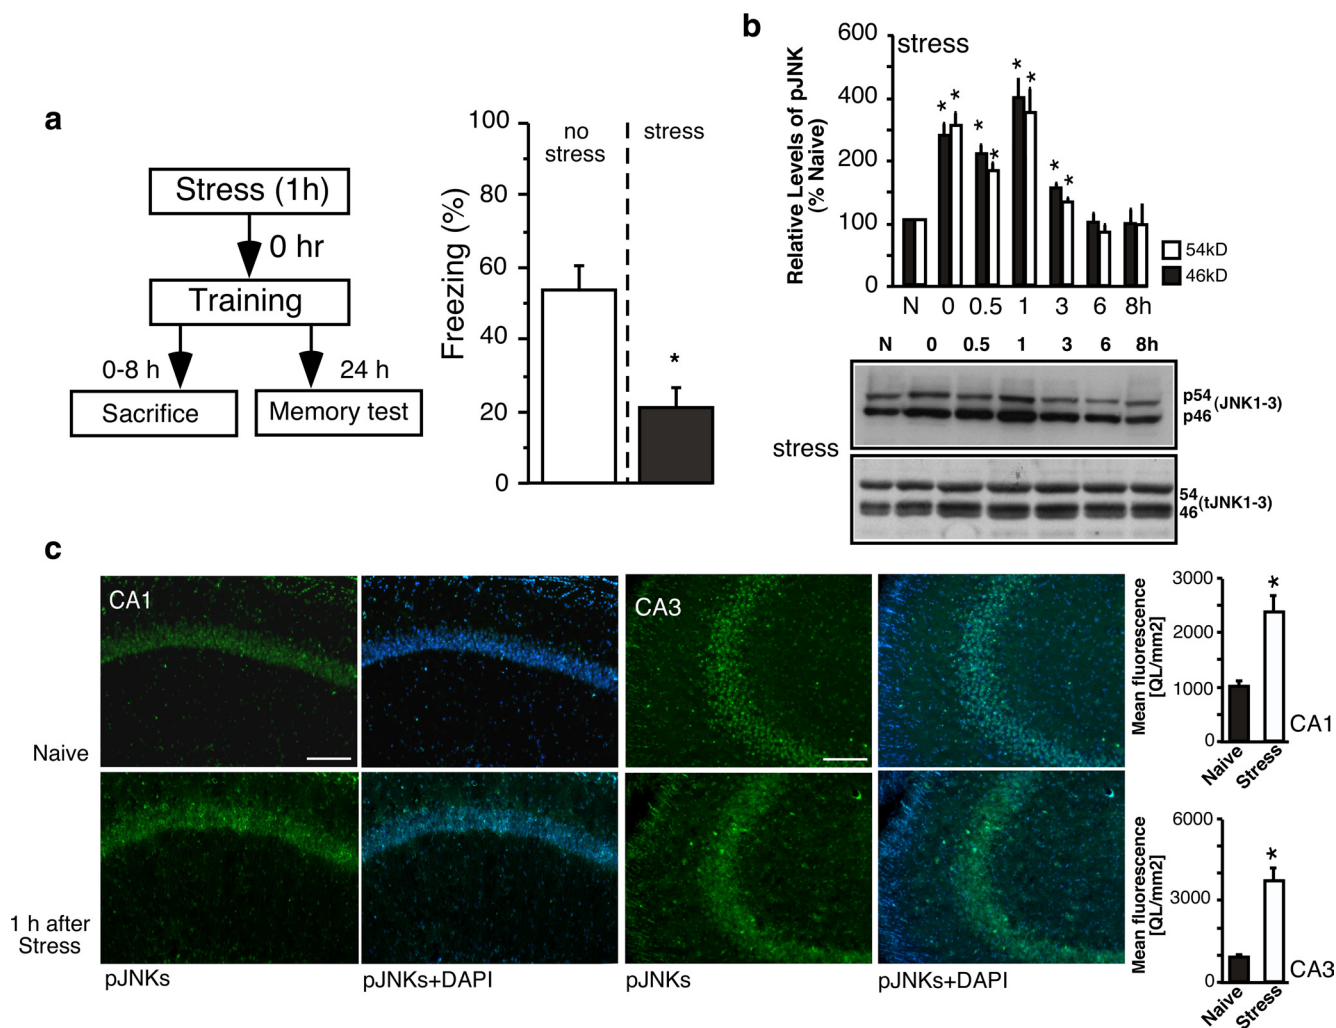 a
Stress (1h)
0 hr
Training
0-8 h
24 h
Sacrifice
Memory test
Freezing (%)
100
80
60
40
20
0
no
stress
stress
b
Relative Levels of pJNK
(% Naive)
600
400
200
100
0
stress
* * * * * * * *
N 0 0.5 1 3 6 8h
54kD
46kD
N 0 0.5 1 3 6 8h
stress
p54
p46
(JNK1-3)
54
46
(tJNK1-3)
*
c
CA1
CA3
Naive
1 h after
Stress
pJNKs
pJNKs+DAPI
pJNKs
pJNKs+DAPI
Mean fluorescence
[QL/mm2]
3000
2000
1000
0
*
Naive
Stress
CA1
Mean fluorescence
[QL/mm2]
6000
3000
0
*
Naive
Stress
CA3